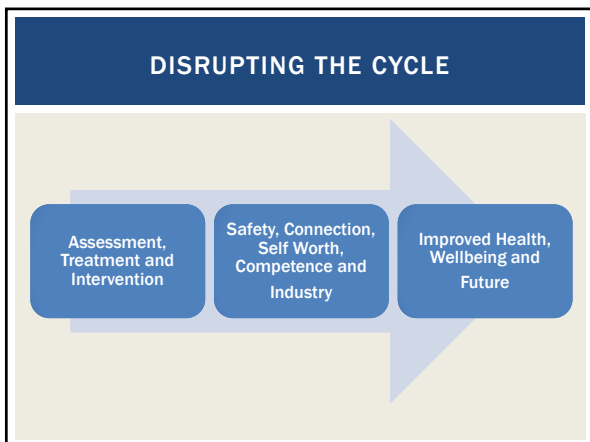 DISRUPTING THE CYCLE
Assessment,
Treatment and
Intervention
Safety, Connection,
Self Worth,
Competence and
Industry
Improved Health,
Wellbeing and
Future